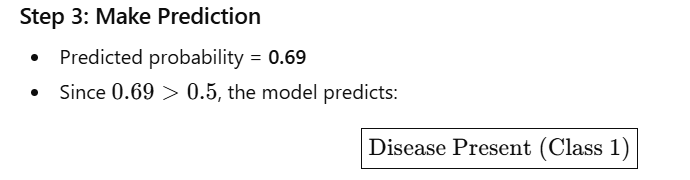 Step 3: Make Prediction
• Predicted probability = 0.69
• Since 0.69 > 0.5, the model predicts:
Disease Present (Class 1)